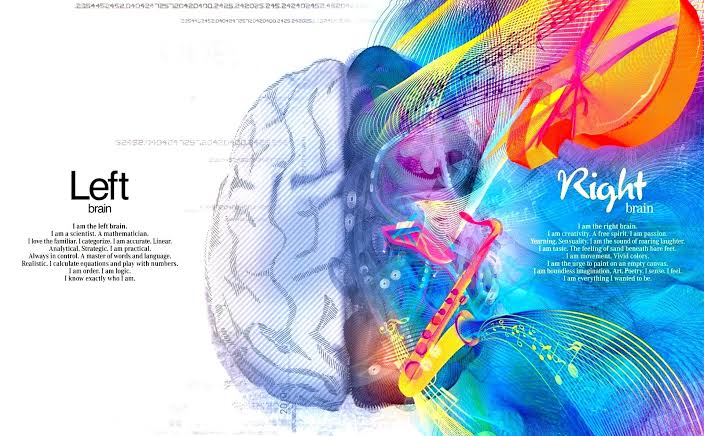 Left
brain
I am the left brain.
I am a scientist. A mathematician.
I love the familiar. I categorize. I am accurate. Linear.
Analytical. Strategic. I am practical.
Always in control. A master of words and language.
Realistic. I calculate equations and play with numbers.
I am order. I am logic.
I know exactly who I am.
Right
brain
I am the right brain.
I am creativity. A free spirit. I am passion.
Yearning. Sensuality. I am the sound of roaring laughter.
I am taste. The feeling of sand beneath bare feet.
I am movement. Vivid colors.
I am the urge to paint on an empty canvas.
I am boundless imagination. Art. Poetry. I sense. I feel.
I am everything I wanted to be.